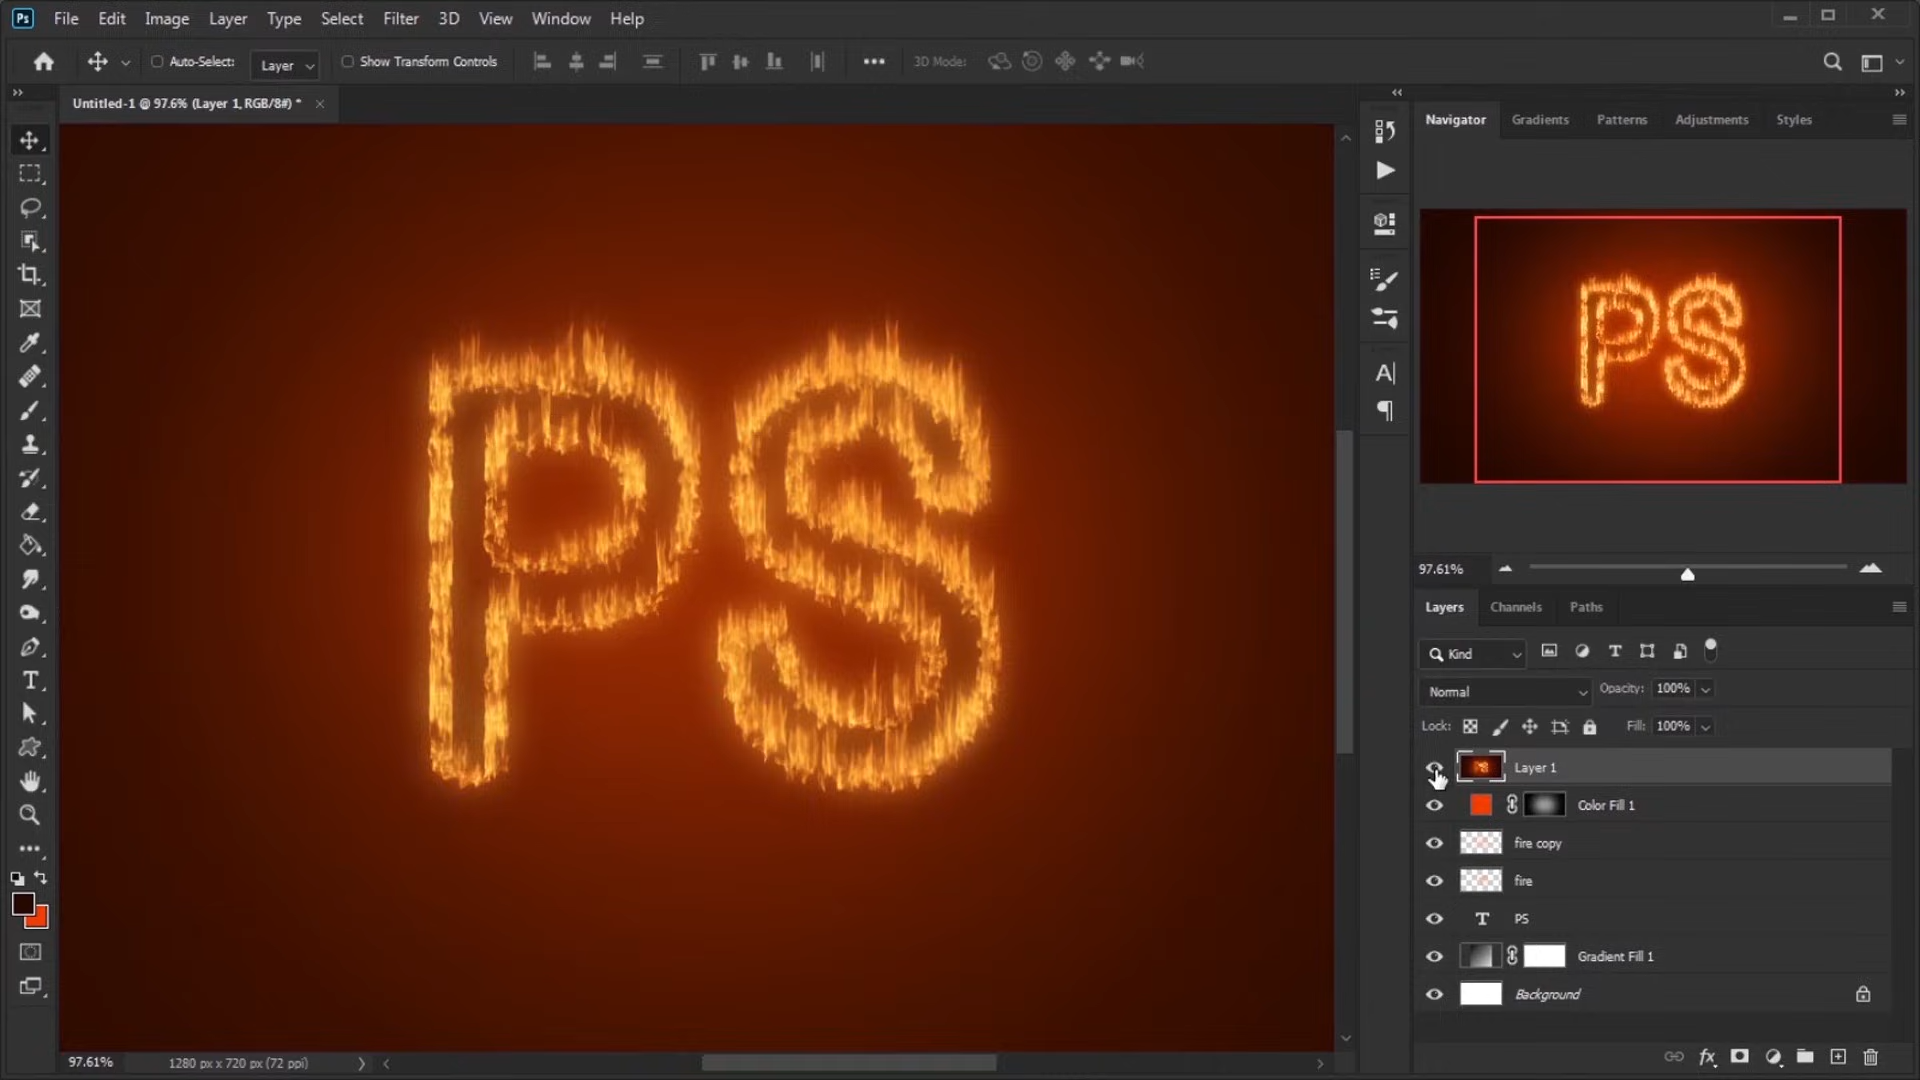 Ps File Edit Image Layer Type Select Filter 3D View Window Help
Auto-Select: Layer Show Transform Controls 3D Mode:
Untitled-1 @ 97.6% (Layer 1, RGB/8#) *
Navigator Gradients Patterns Adjustments Styles
PS
PS
97.61%
Layers Channels Paths
Kind
Normal Opacity: 100%
Lock: Fill: 100%
Layer 1
Color Fill 1
fire copy
fire
T PS
Gradient Fill 1
Background
97.61% 1280 px x 720 px (72 ppi)
fx